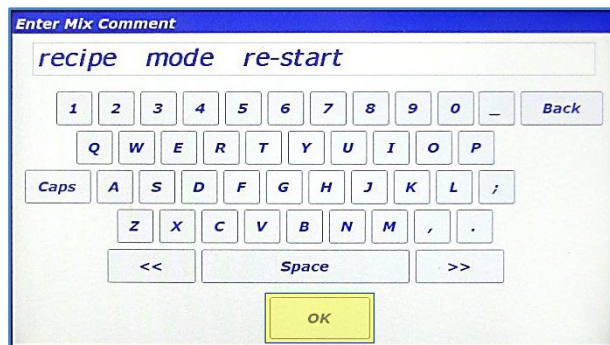 Enter Mix Comment
recipe mode re-start
1 2 3 4 5 6 7 8 9 0 _ Back
Q W E R T Y U I O P
Caps A S D F G H J K L ;
Z X C V B N M , .
<< Space >>
OK